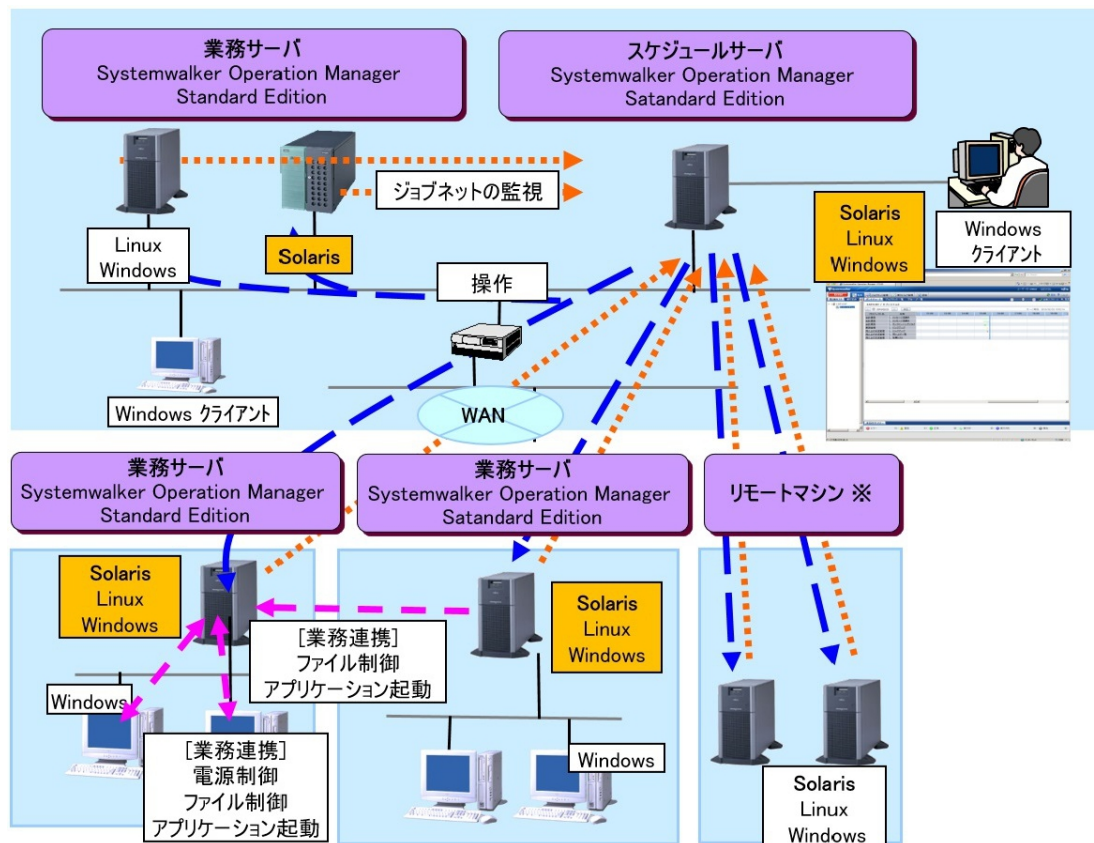 業務サーバ
Systemwalker Operation Manager
Standard Edition
スケジュールサーバ
Systemwalker Operation Manager
Satandard Edition
ジョブネットの監視
Linux
Windows
Solaris
操作
Solaris
Linux
Windows
Windows
クライアント
Windows クライアント
WAN
業務サーバ
Systemwalker Operation Manager
Standard Edition
業務サーバ
Systemwalker Operation Manager
Satandard Edition
リモートマシン ※
Solaris
Linux
Windows
[業務連携]
ファイル制御
アプリケーション起動
Solaris
Linux
Windows
Windows
[業務連携]
電源制御
ファイル制御
アプリケーション起動
Windows
Solaris
Linux
Windows